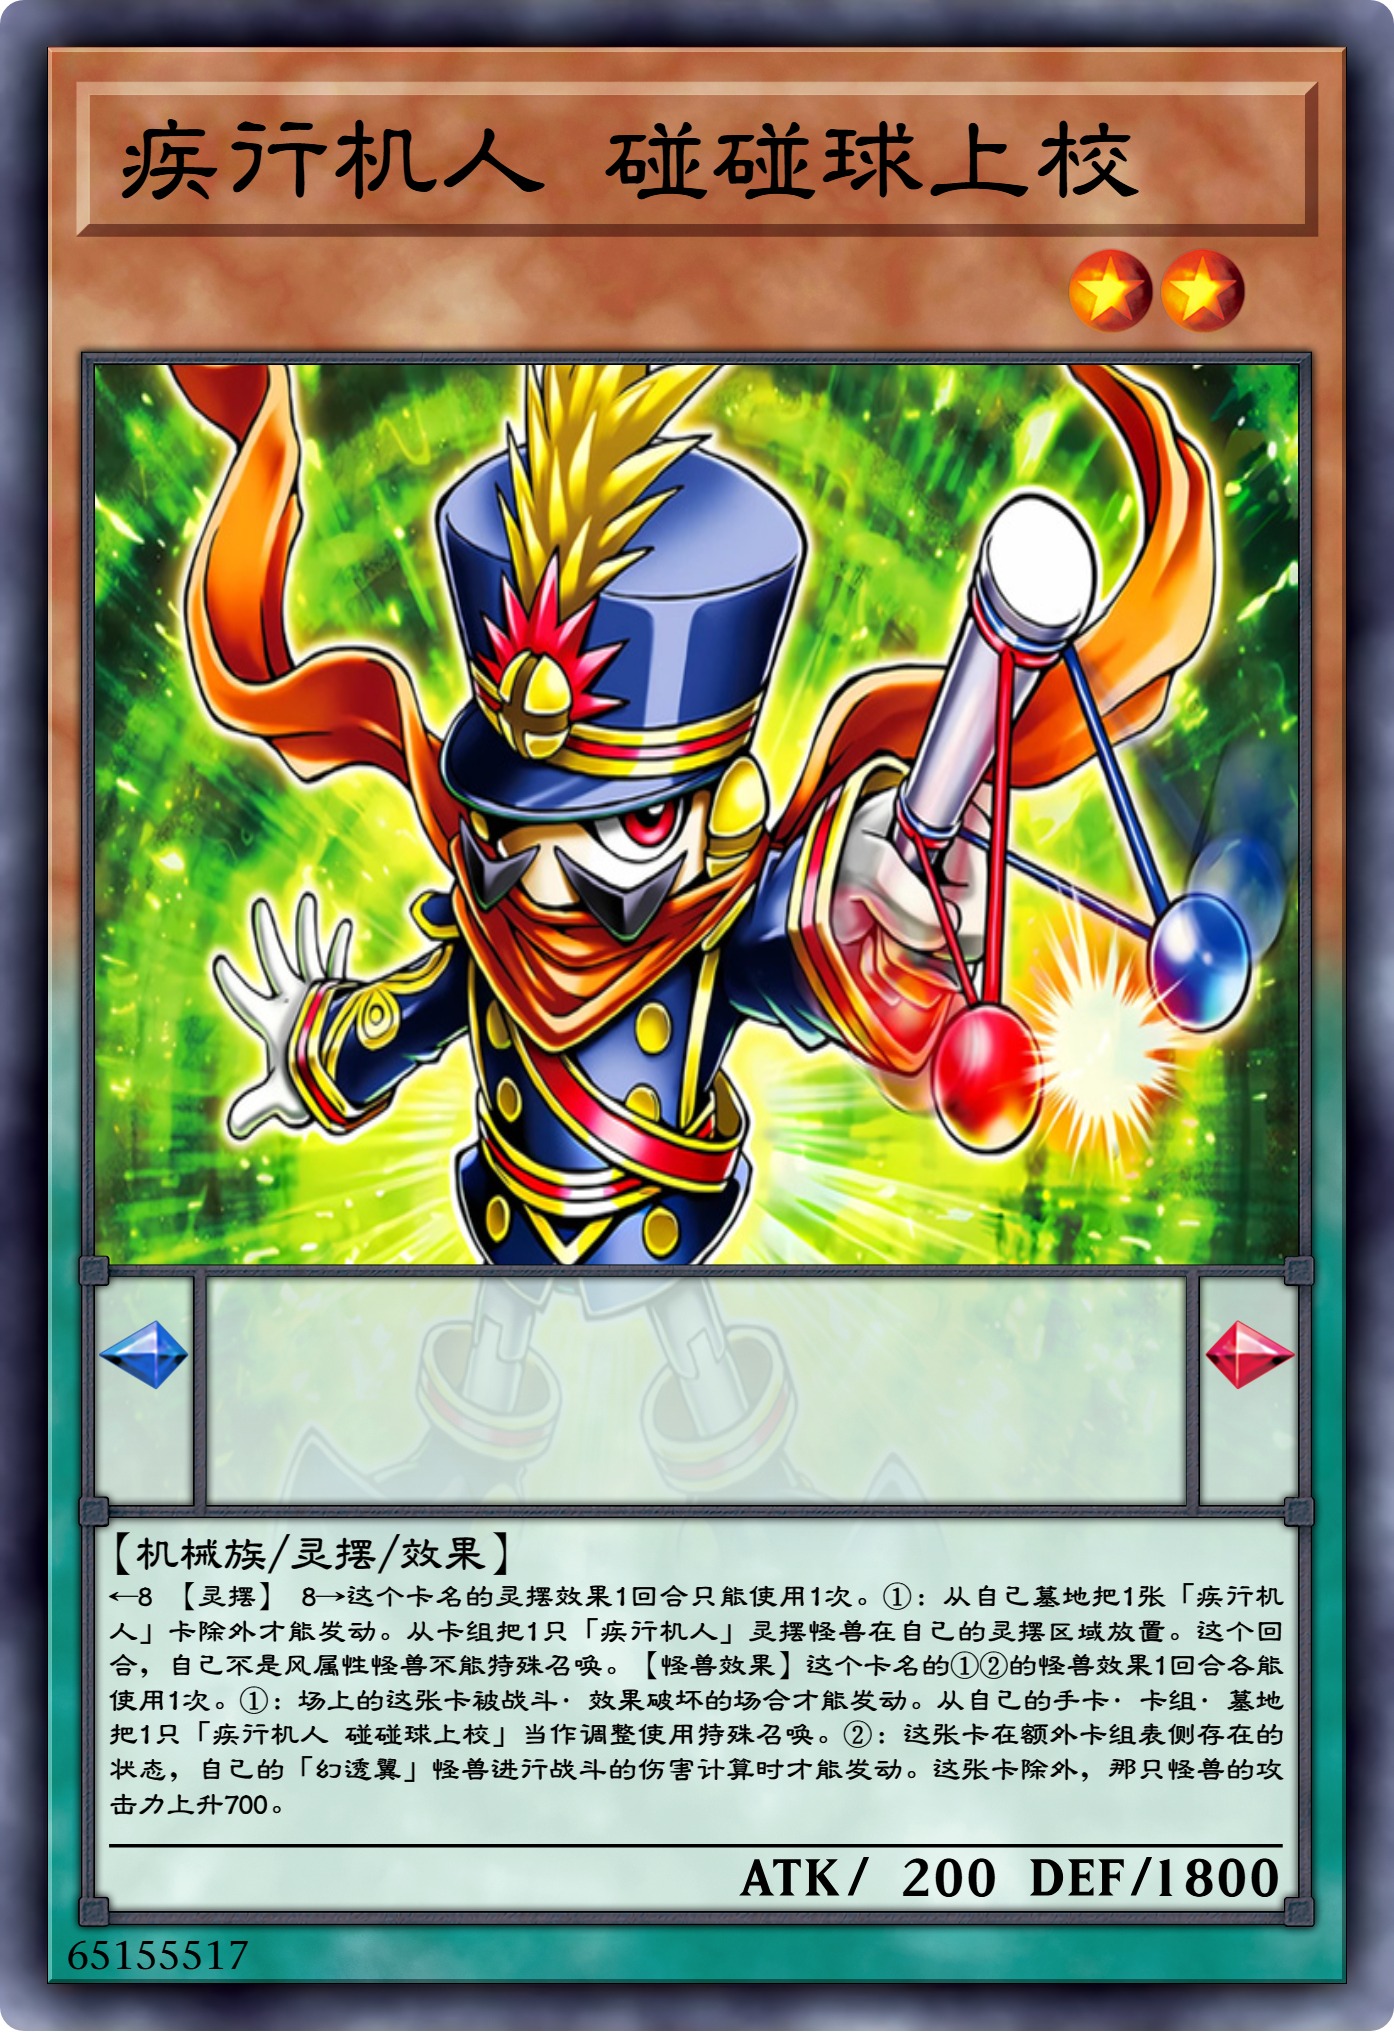 疾行机人 碰碰球上校
【机械族/灵摆/效果】
←8 【灵摆】 8→这个卡名的灵摆效果1回合只能使用1次。①：从自己墓地把1张「疾行机
人」卡除外才能发动。从卡组把1只「疾行机人」灵摆怪兽在自己的灵摆区域放置。这个回
合，自己不是风属性怪兽不能特殊召唤。【怪兽效果】这个卡名的①②的怪兽效果1回合各能
使用1次。①：场上的这张卡被战斗·效果破坏的场合才能发动。从自己的手卡·卡组·墓地
把1只「疾行机人 碰碰球上校」当作调整使用特殊召唤。②：这张卡在额外卡组表侧存在的
状态，自己的「幻透翼」怪兽进行战斗的伤害计算时才能发动。这张卡除外，那只怪兽的攻
击力上升700。
ATK/ 200 DEF/1800
65155517